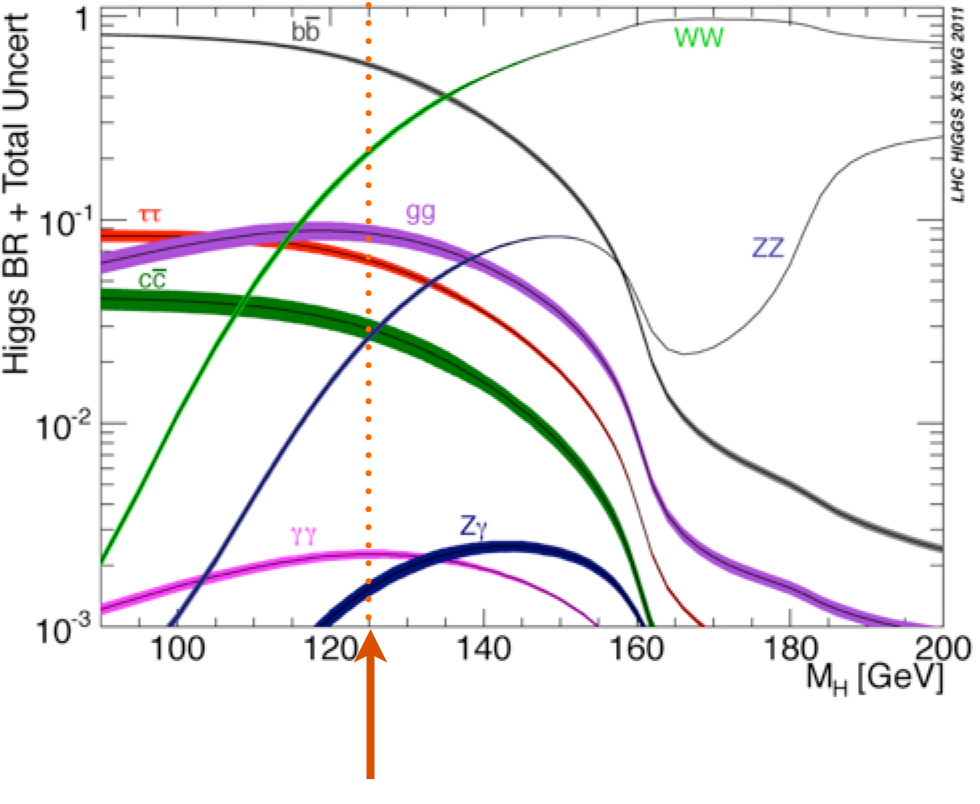 Higgs BR + Total Uncert
1
10⁻¹
10⁻²
10⁻³
bb̄
WW
LHC HIGGS XS WG 2011
ττ
gg
ZZ
cc̄
γγ
Zγ
100
120
140
160
180
200
M_H [GeV]